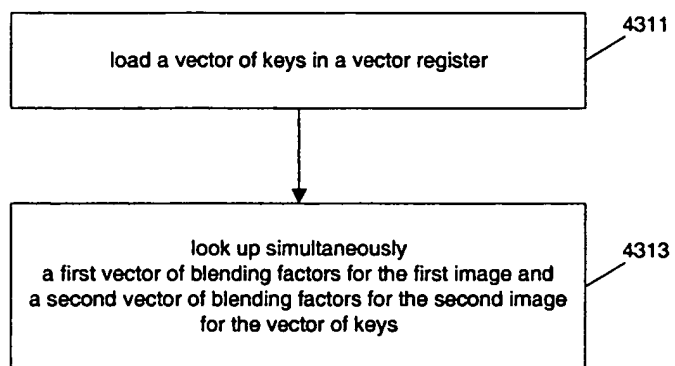 4311
load a vector of keys in a vector register
look up simultaneously
4313
a first vector of blending factors for the first image and
a second vector of blending factors for the second image
for the vector of keys